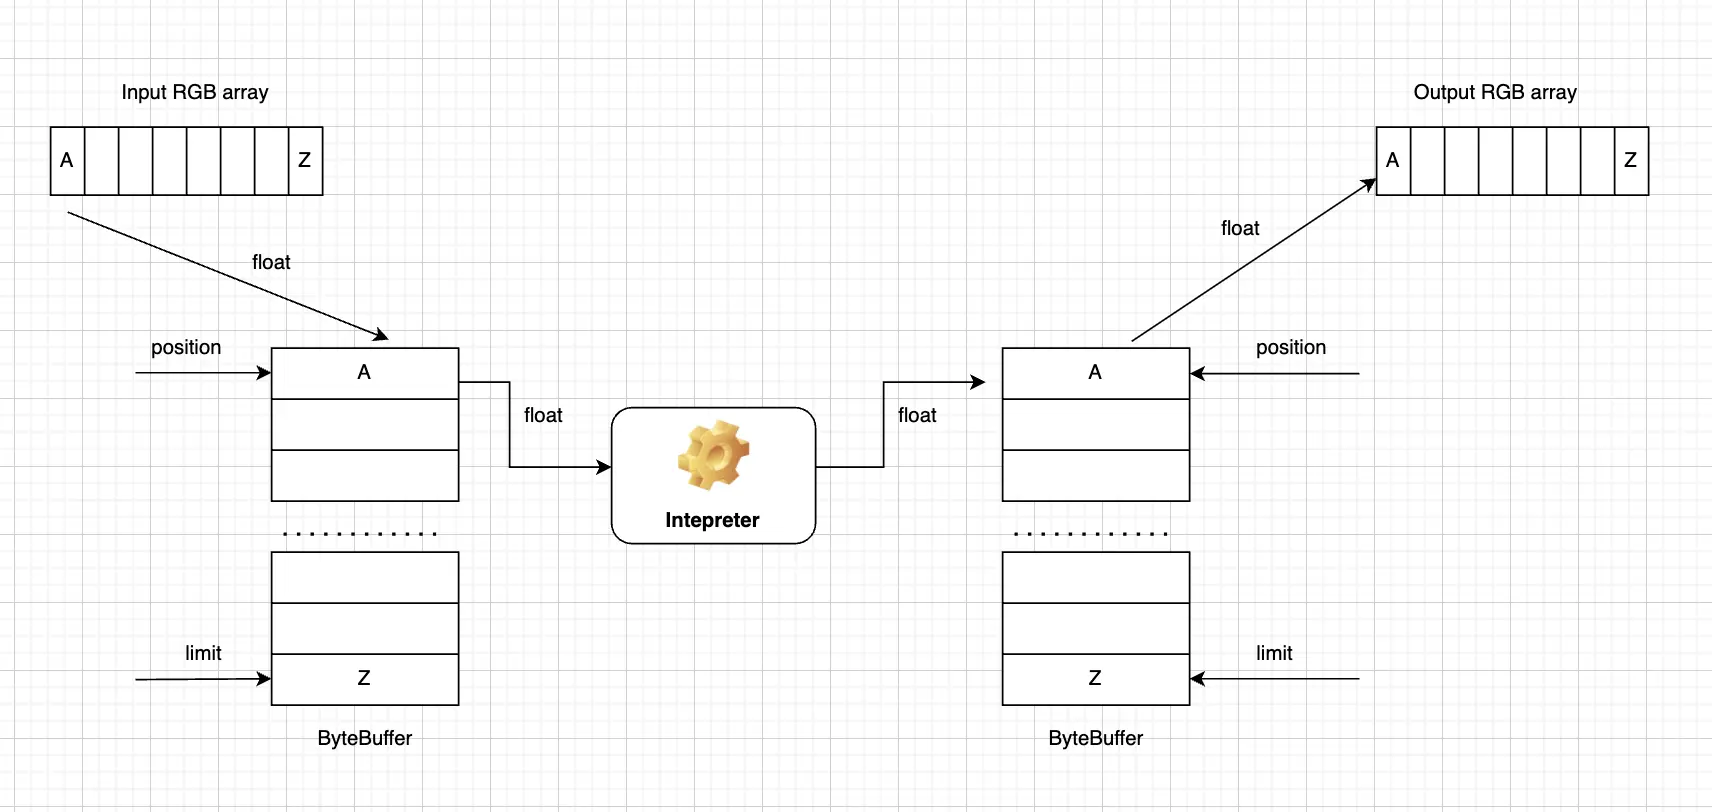 Input RGB array
Output RGB array
A
Z
A
Z
float
float
position
A
A
position
float
float
Intepreter
limit
Z
Z
limit
ByteBuffer
ByteBuffer